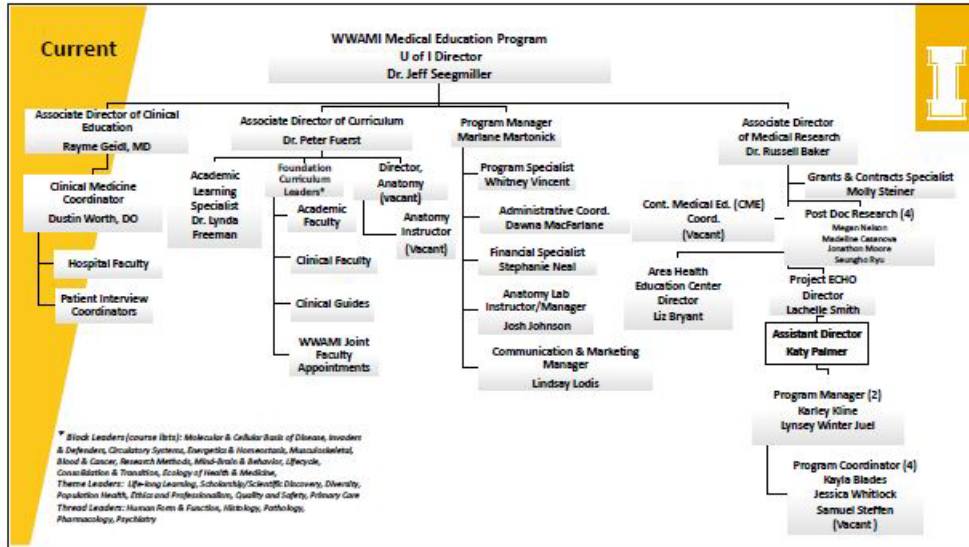 Current
WWAMI Medical Education Program
U of I Director
Dr. Jeff Seegmiller
Associate Director of Clinical
Education
Rayme Geidl, MD
Clinical Medicine
Coordinator
Dustin Worth, DO
Hospital Faculty
Patient Interview
Coordinators
Associate Director of Curriculum
Dr. Peter Fuerst
Academic
Learning
Specialist
Dr. Lynda
Freeman
Foundation
Curriculum
Leaders*
Academic
Faculty
Clinical Faculty
Clinical Guides
WWAMI Joint
Faculty
Appointments
Director,
Anatomy
(vacant)
Anatomy
Instructor
(Vacant)
Program Manager
Marlane Martonick
Program Specialist
Whitney Vincent
Administrative Coord.
Dawna MacFarlane
Financial Specialist
Stephanie Neal
Anatomy Lab
Instructor/Manager
Josh Johnson
Communication & Marketing
Manager
Lindsay Lodis
Associate Director
of Medical Research
Dr. Russell Baker
Grants & Contracts Specialist
Molly Steiner
Cont. Medical Ed. (CME)
Coord.
(Vacant)
Post Doc Research (4)
Megan Nelson
Madeline Casanova
Jonathon Moore
Seungho Ryu
Area Health
Education Center
Director
Liz Bryant
Project ECHO
Director
Lachelle Smith
Assistant Director
Katy Palmer
Program Manager (2)
Karley Kline
Lynsey Winter Juel
Program Coordinator (4)
Kayla Blades
Jessica Whitlock
Samuel Steffen
(Vacant )
* Block Leaders (course lists): Molecular & Cellular Basis of Disease, Invaders
& Defenders, Circulatory Systems, Energetics & Homeostasis, Musculoskeletal,
Blood & Cancer, Research Methods, Mind-Brain & Behavior, Lifecycle,
Consolidation & Transition, Ecology of Health & Medicine,
Theme Leaders: Life-long Learning, Scholarship/Scientific Discovery, Diversity,
Population Health, Ethics and Professionalism, Quality and Safety, Primary Care
Thread Leaders: Human Form & Function, Histology, Pathology,
Pharmacology, Psychiatry
I